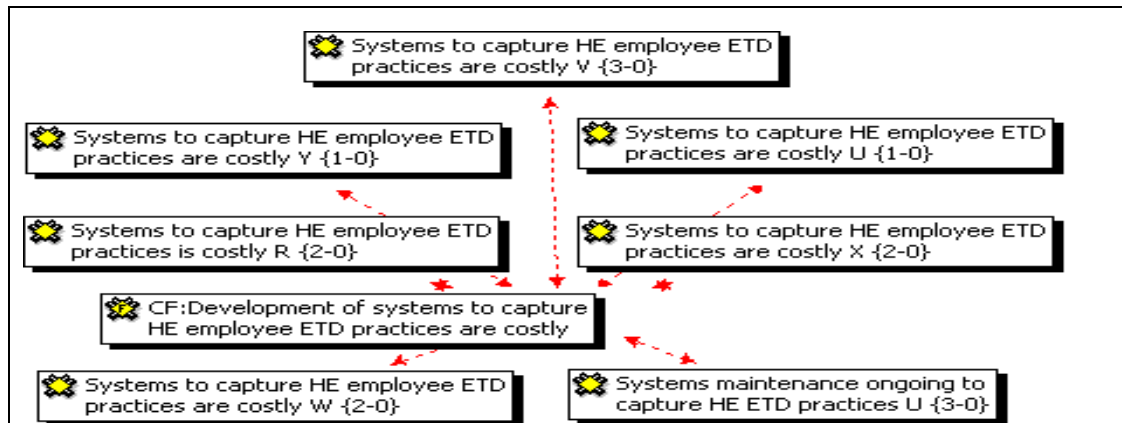 Systems to capture HE employee ETD
practices are costly V {3-0}
Systems to capture HE employee ETD
practices are costly Y {1-0}
Systems to capture HE employee ETD
practices are costly U {1-0}
Systems to capture HE employee ETD
practices is costly R {2-0}
Systems to capture HE employee ETD
practices are costly X {2-0}
CF:Development of systems to capture
HE employee ETD practices are costly
Systems to capture HE employee ETD
practices are costly W {2-0}
Systems maintenance ongoing to
capture HE ETD practices U {3-0}